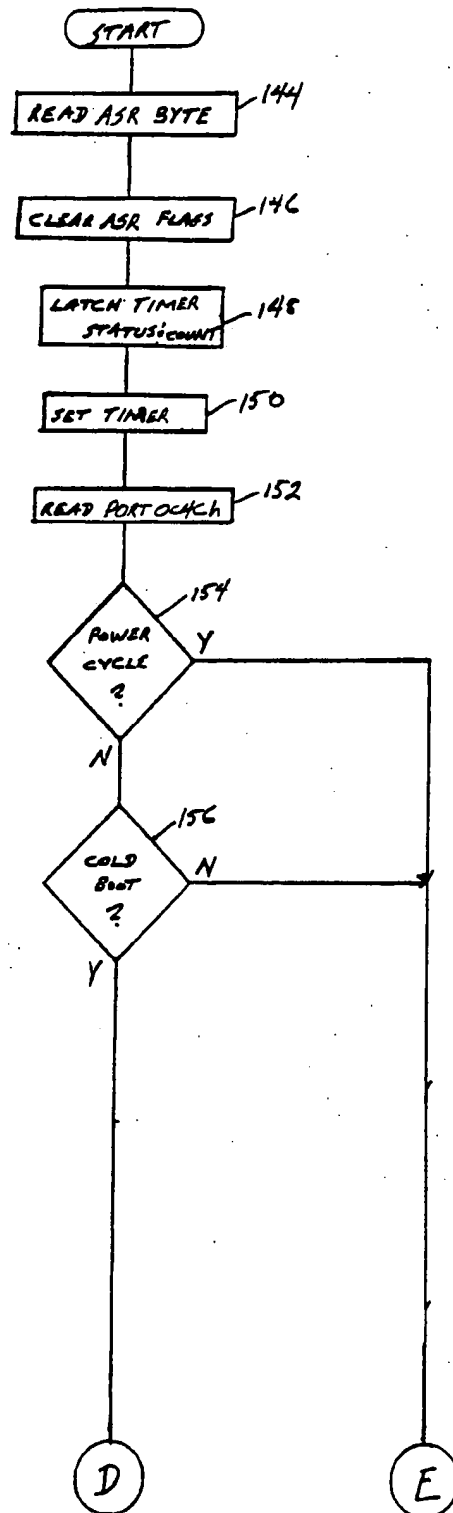 START
READ ASR BYTE
144
CLEAR ASR FLAGS
146
LATCH TIMER
STATUS:COUNT
148
SET TIMER
150
READ PORT 0C4Ch
152
154
POWER
CYCLE
?
Y
N
156
COLD
BOOT
?
N
Y
D
E